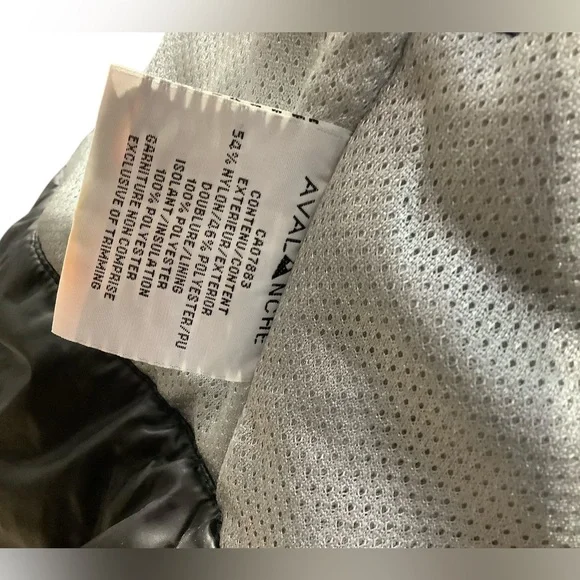 AVALANCHE
CA07883
CONTENU/CONTENT
EXTERIEUR/EXTERIOR
54% NYLON/46% POLYESTER
DOUBLURE/LINING
100% POLYESTER/PU
ISOLANT/INSULATION
100% POLYESTER
GARNITURE NON COMPRISE
EXCLUSIVE OF TRIMMING